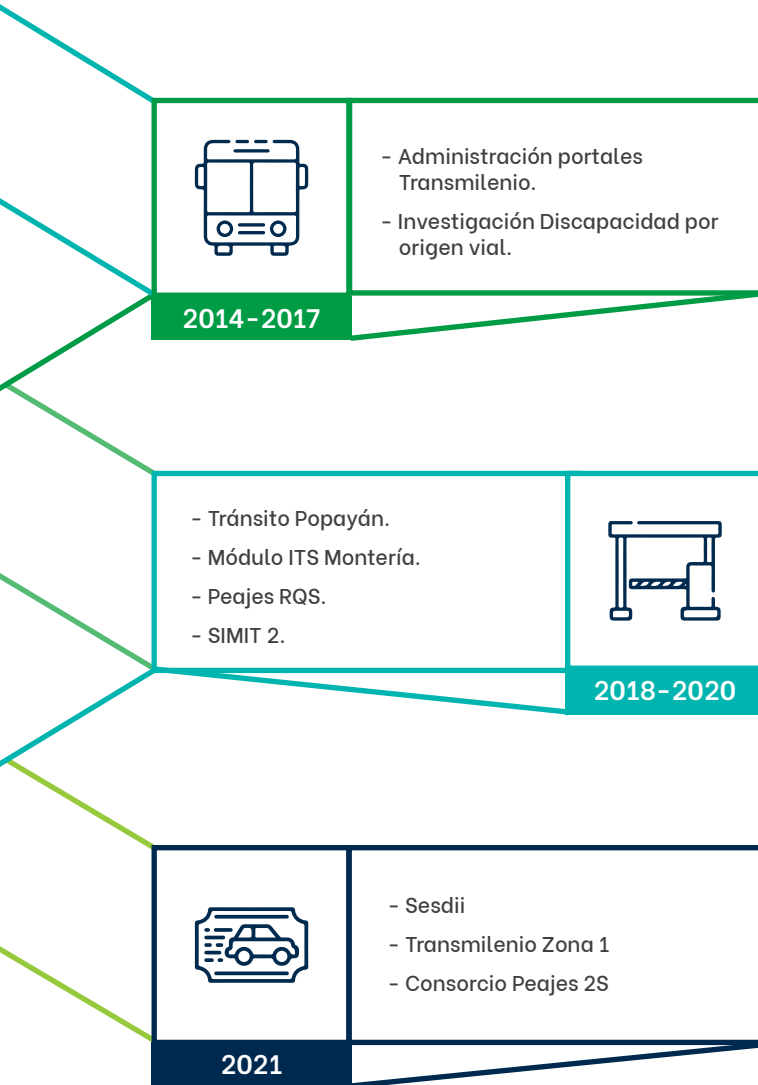 - Administración portales
Transmilenio.
- Investigación Discapacidad por
origen vial.
2014-2017
- Tránsito Popayán.
- Módulo ITS Montería.
- Peajes RQS.
- SIMIT 2.
2018-2020
- Sesdii
- Transmilenio Zona 1
- Consorcio Peajes 2S
2021